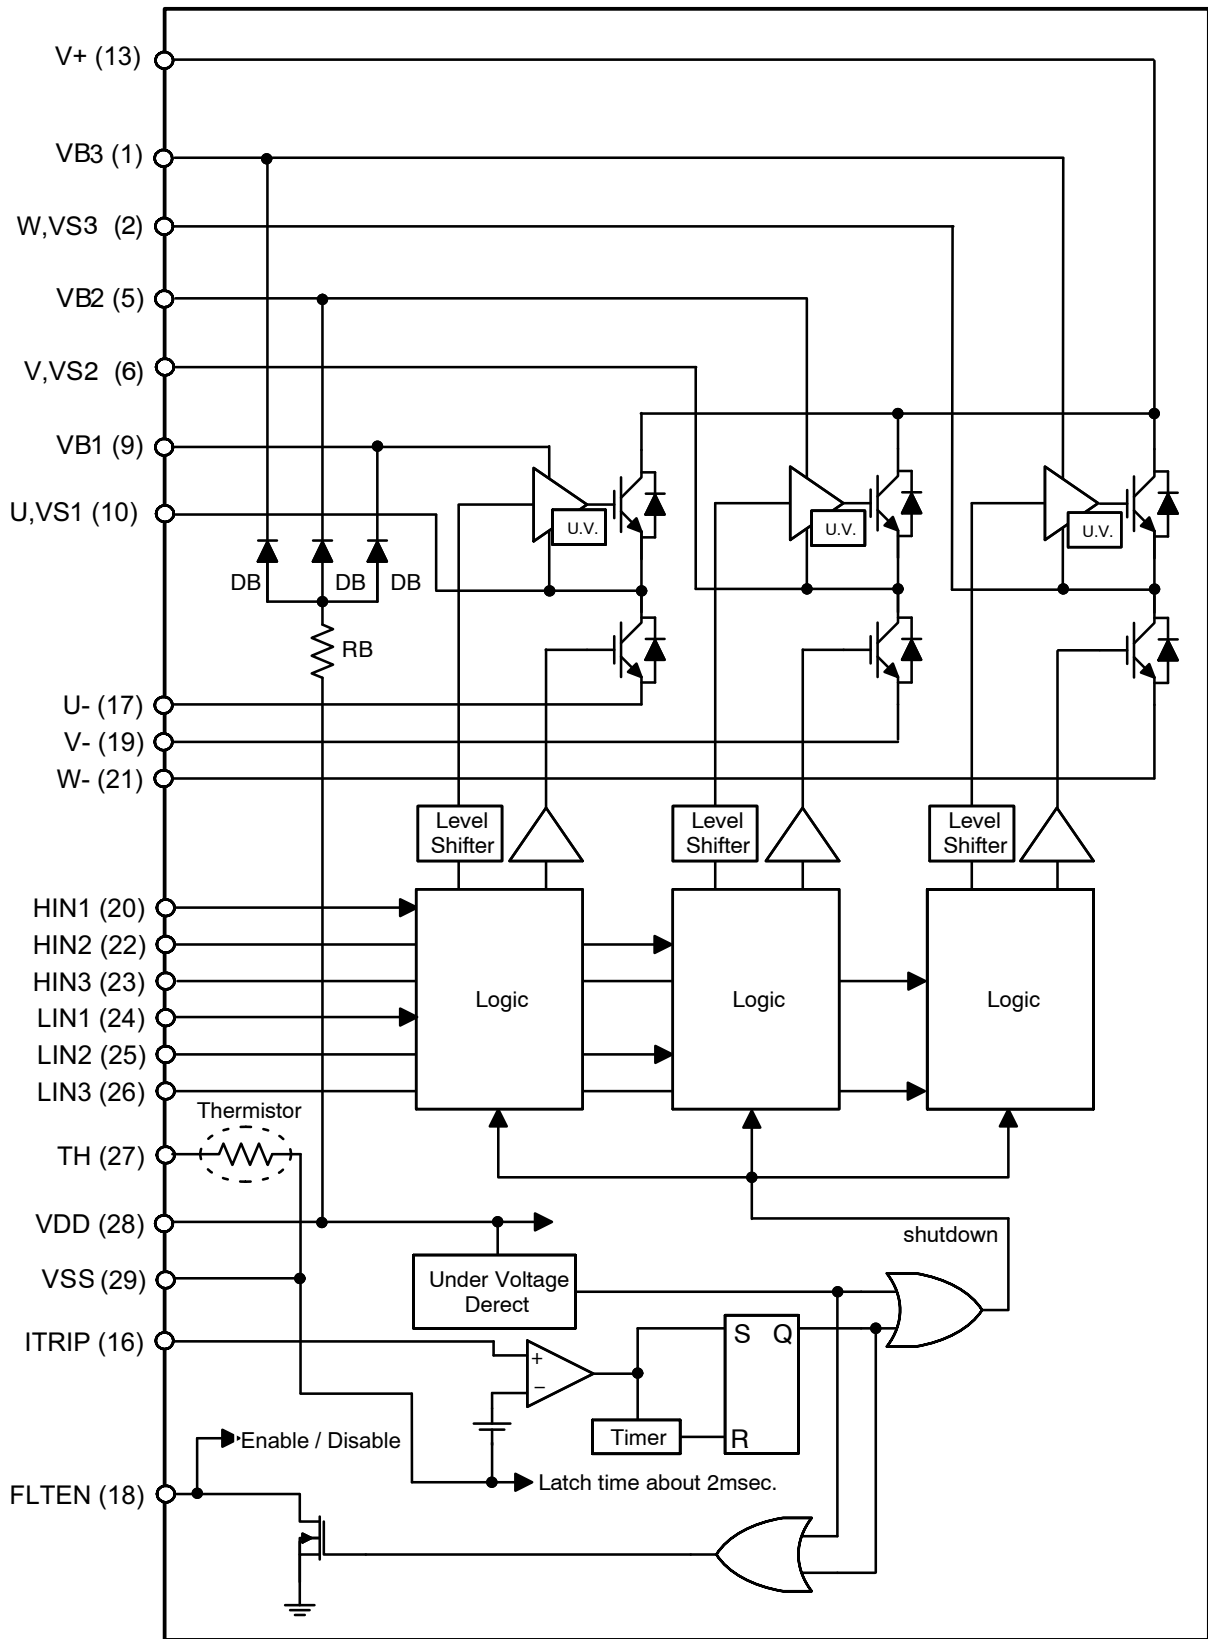 V+ (13)
VB3 (1)
W,VS3 (2)
VB2 (5)
V,VS2 (6)
VB1 (9)
U,VS1 (10)
U.V.
U.V.
U.V.
DB
DB
DB
RB
U- (17)
V- (19)
W- (21)
Level
Shifter
Level
Shifter
Level
Shifter
HIN1 (20)
HIN2 (22)
HIN3 (23)
Logic
Logic
Logic
LIN1 (24)
LIN2 (25)
LIN3 (26)
Thermistor
TH (27)
VDD (28)
shutdown
VSS (29)
Under Voltage
Derect
ITRIP (16)
S Q
+
−
Timer
R
Enable / Disable
Latch time about 2msec.
FLTEN (18)